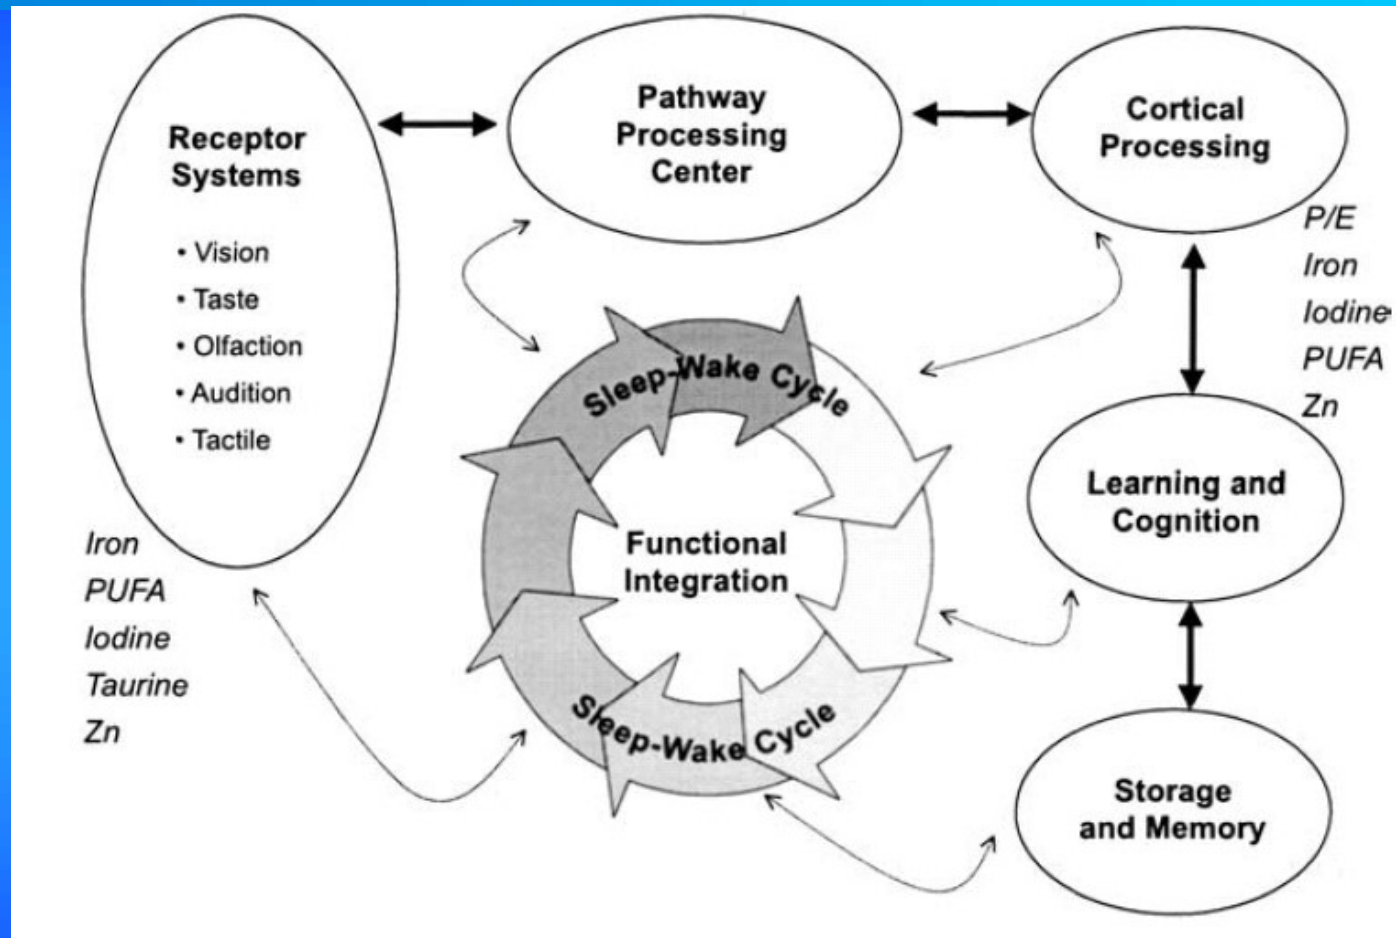 Receptor
Systems
• Vision
• Taste
• Olfaction
• Audition
• Tactile
Iron
PUFA
Iodine
Taurine
Zn
Pathway
Processing
Center
Cortical
Processing
P/E
Iron
Iodine
PUFA
Zn
Learning and
Cognition
Storage
and Memory
Sleep-Wake Cycle
Functional
Integration
Sleep-Wake Cycle